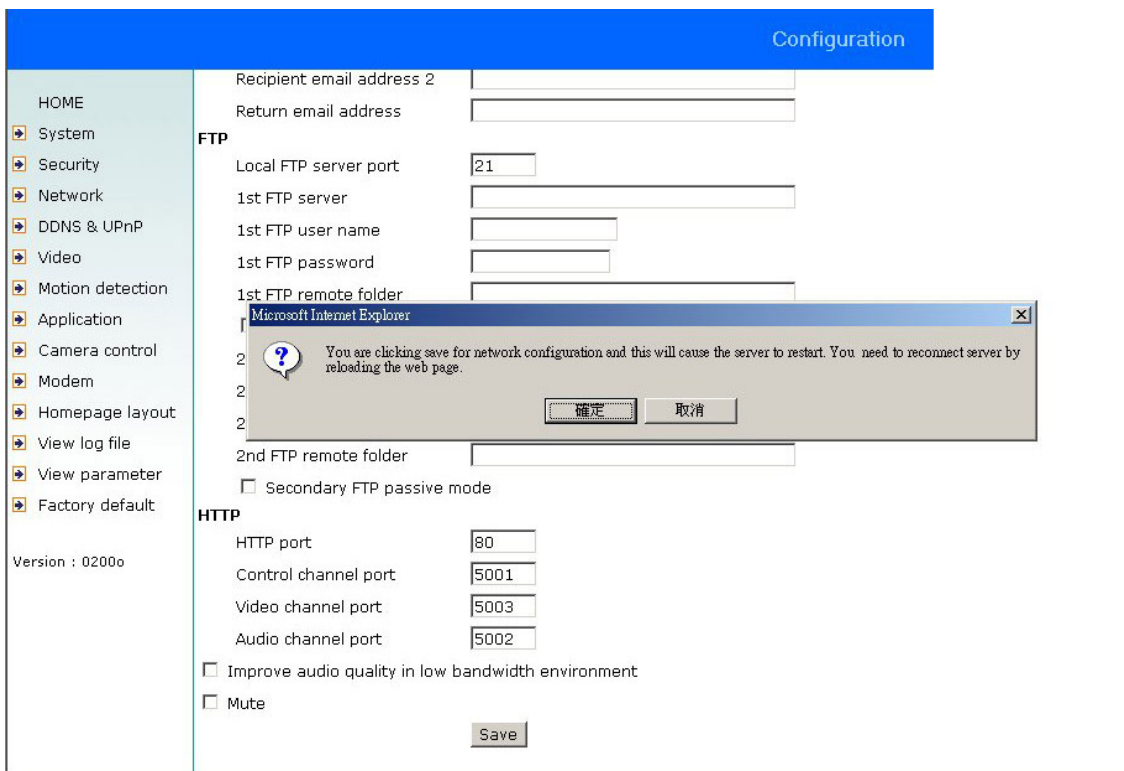 Configuration
HOME
System
Security
Network
DDNS & UPnP
Video
Motion detection
Application
Camera control
Modem
Homepage layout
View log file
View parameter
Factory default
Version : 0200o
Recipient email address 2
Return email address
FTP
Local FTP server port 21
1st FTP server
1st FTP user name
1st FTP password
1st FTP remote folder
Microsoft Internet Explorer
You are clicking save for network configuration and this will cause the server to restart. You need to reconnect server by
reloading the web page.
確定 取消
2
2
2
2nd FTP remote folder
Secondary FTP passive mode
HTTP
HTTP port 80
Control channel port 5001
Video channel port 5003
Audio channel port 5002
Improve audio quality in low bandwidth environment
Mute
Save